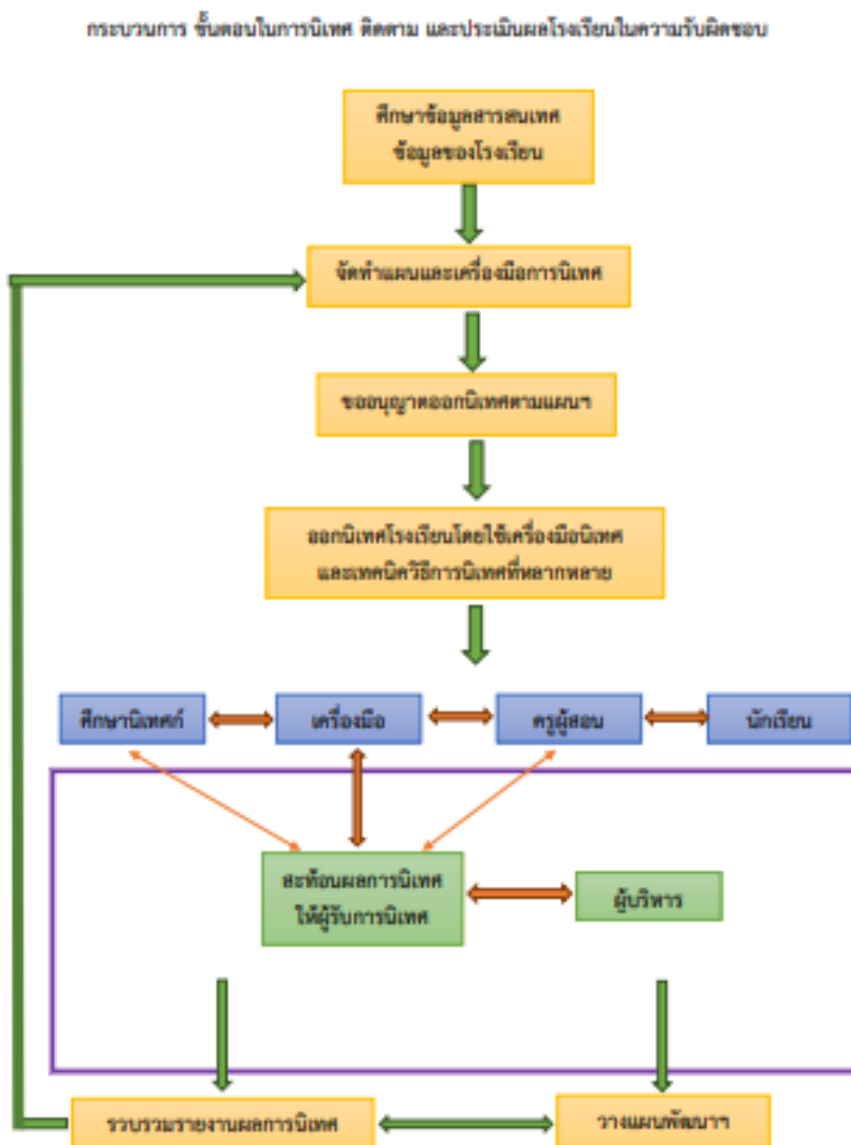 กระบวนการ ขั้นตอนในการนิเทศ ติดตาม และประเมินผลโรงเรียนในความรับผิดชอบ
ศึกษาข้อมูลสารสนเทศ
ข้อมูลของโรงเรียน
จัดทำแผนและเครื่องมือการนิเทศ
ขออนุญาตออกนิเทศตามแผนฯ
ออกนิเทศโรงเรียนโดยใช้เครื่องมือนิเทศ
และเทคนิควิธีการนิเทศที่หลากหลาย
ศึกษานิเทศก์
เครื่องมือ
ครูผู้สอน
นักเรียน
สะท้อนผลการนิเทศ
ให้ผู้รับการนิเทศ
ผู้บริหาร
รวบรวมรายงานผลการนิเทศ
วางแผนพัฒนาฯ